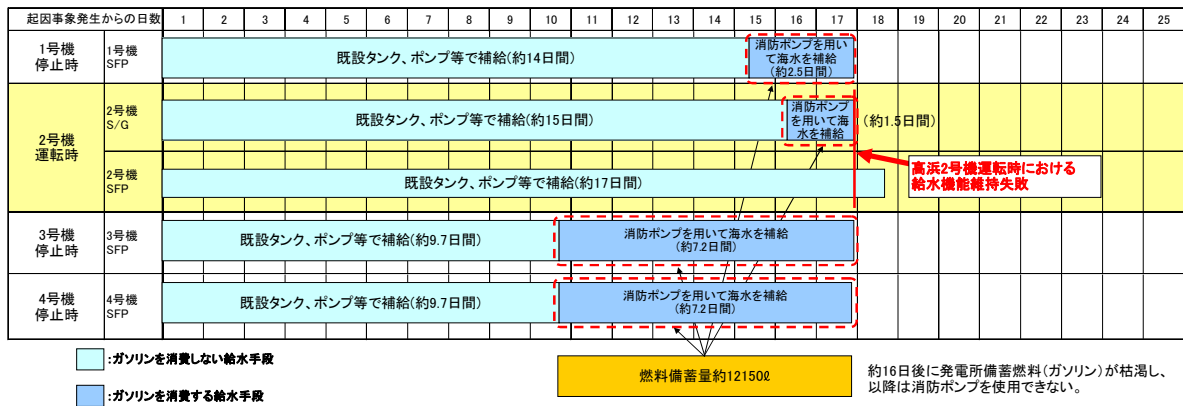 起因事象発生からの日数 1 2 3 4 5 6 7 8 9 10 11 12 13 14 15 16 17 18 19 20 21 22 23 24 25
1号機
停止時
1号機
SFP
既設タンク、ポンプ等で補給(約14日間)
消防ポンプを用い
て海水を補給
(約2.5日間)
2号機
運転時
2号機
S/G
既設タンク、ポンプ等で補給(約15日間)
消防ポンプ
を用いて海
水を補給
(約1.5日間)
2号機
SFP
既設タンク、ポンプ等で補給(約17日間)
高浜2号機運転時における
給水機能維持失敗
3号機
停止時
3号機
SFP
既設タンク、ポンプ等で補給(約9.7日間)
消防ポンプを用いて海水を補給
(約7.2日間)
4号機
停止時
4号機
SFP
既設タンク、ポンプ等で補給(約9.7日間)
消防ポンプを用いて海水を補給
(約7.2日間)
:ガソリンを消費しない給水手段
:ガソリンを消費する給水手段
燃料備蓄量約12150ℓ
約16日後に発電所備蓄燃料(ガソリン)が枯渇し、
以降は消防ポンプを使用できない。